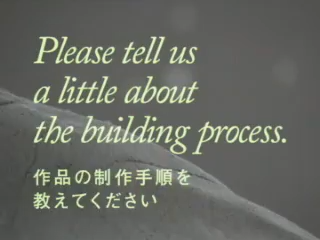 Please tell us
a little about
the building process.
作品の制作手順を
教えてください